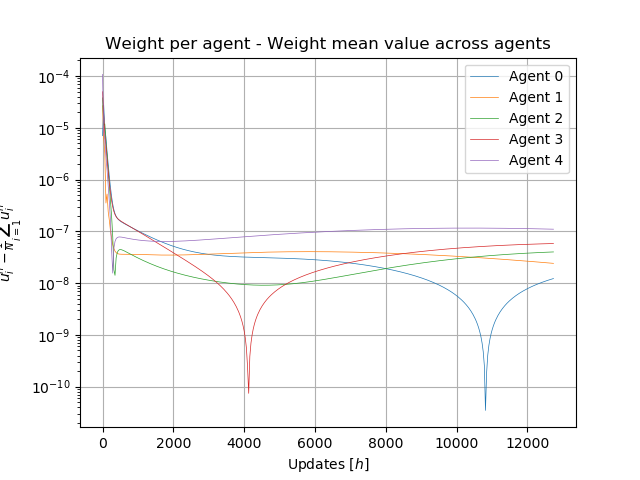 Weight per agent - Weight mean value across agents
10⁻⁴
10⁻⁵
10⁻⁶
10⁻⁷
10⁻⁸
10⁻⁹
10⁻¹⁰
Agent 0
Agent 1
Agent 2
Agent 3
Agent 4
0
2000
4000
6000
8000
10000
12000
Updates [h]